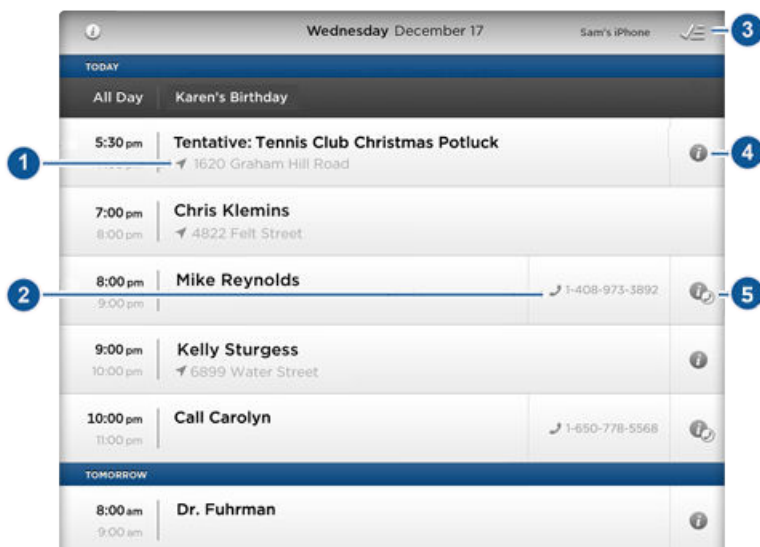 Wednesday December 17
Sam's iPhone
3
TODAY
All Day
Karen's Birthday
5:30 pm
Tentative: Tennis Club Christmas Potluck
4
1
1620 Graham Hill Road
7:00 pm
Chris Klemins
8:00 pm
4822 Felt Street
8:00 pm
Mike Reynolds
2
1-408-973-3892
5
9:00 pm
9:00 pm
Kelly Sturgess
10:00 pm
6899 Water Street
10:00 pm
Call Carolyn
1-650-778-5568
11:00 pm
TOMORROW
8:00 am
Dr. Fuhrman
9:00 am